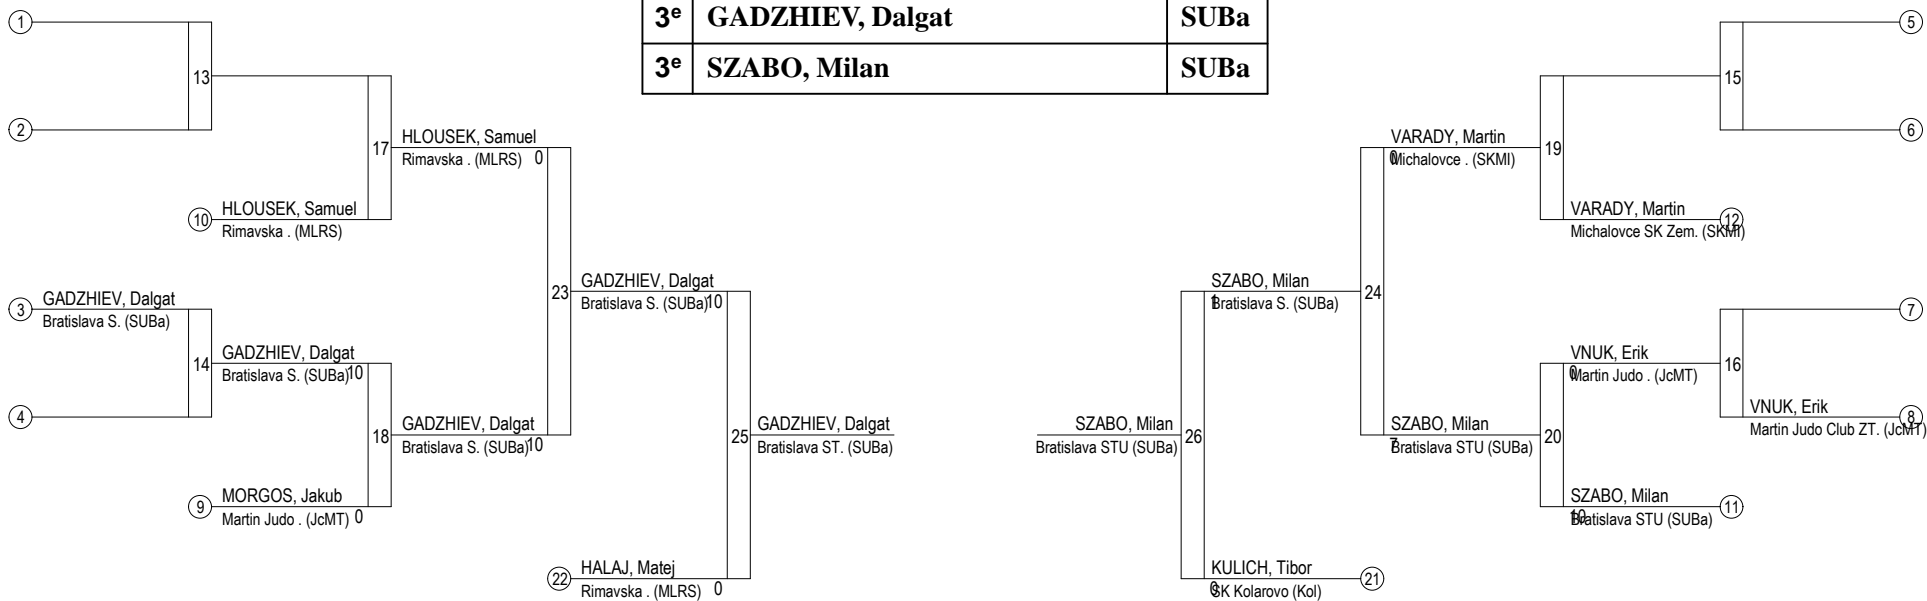 3e GADZHIEV, Dalgat SUBa
3e SZABO, Milan SUBa
1
13
2
17
HLOUSEK, Samuel
Rimavska . (MLRS) 0
10
HLOUSEK, Samuel
Rimavska . (MLRS)
3
GADZHIEV, Dalgat
Bratislava S. (SUBa)
14
GADZHIEV, Dalgat
Bratislava S. (SUBa) 10
4
18
GADZHIEV, Dalgat
Bratislava S. (SUBa) 10
9
MORGOS, Jakub
Martin Judo . (JcMT) 0
23
GADZHIEV, Dalgat
Bratislava S. (SUBa) 10
25
GADZHIEV, Dalgat
Bratislava ST. (SUBa)
22
HALAJ, Matej
Rimavska . (MLRS) 0
5
15
6
VARADY, Martin
0 Michalovce . (SKMI)
19
VARADY, Martin
Michalovce SK Zem. (SKMI)
12
SZABO, Milan
1 Bratislava S. (SUBa)
24
7
VNUK, Erik
0 Martin Judo . (JcMT)
16
VNUK, Erik
Martin Judo Club ZT. (JcMT)
8
SZABO, Milan
Bratislava STU (SUBa)
26
SZABO, Milan
7 Bratislava STU (SUBa)
20
SZABO, Milan
10 Bratislava STU (SUBa)
11
KULICH, Tibor
0 SK Kolarovo (Kol)
21